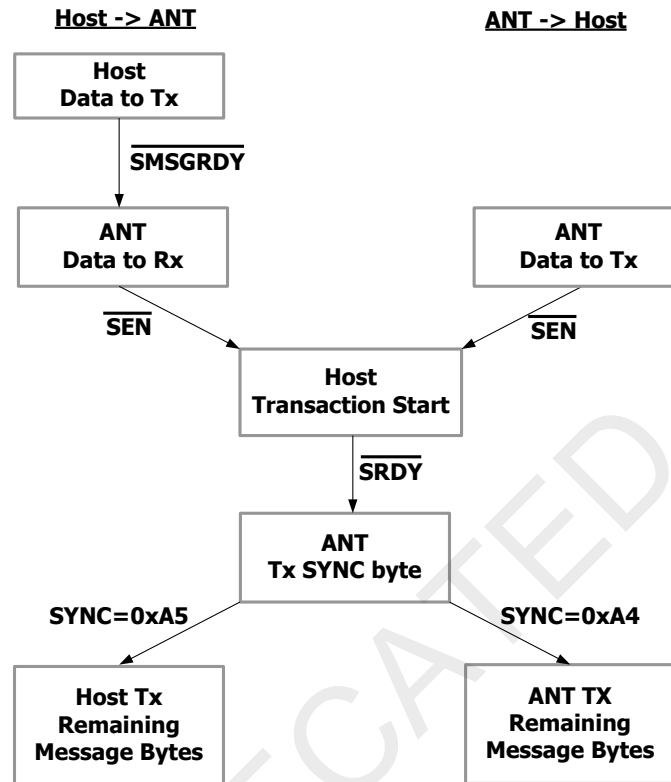 Host -> ANT
ANT -> Host
Host
Data to Tx
SMSGRDY
ANT
Data to Rx
ANT
Data to Tx
SEN
SEN
Host
Transaction Start
SRDY
ANT
Tx SYNC byte
SYNC=0xA5
SYNC=0xA4
Host Tx
Remaining
Message Bytes
ANT TX
Remaining
Message Bytes
ECATED